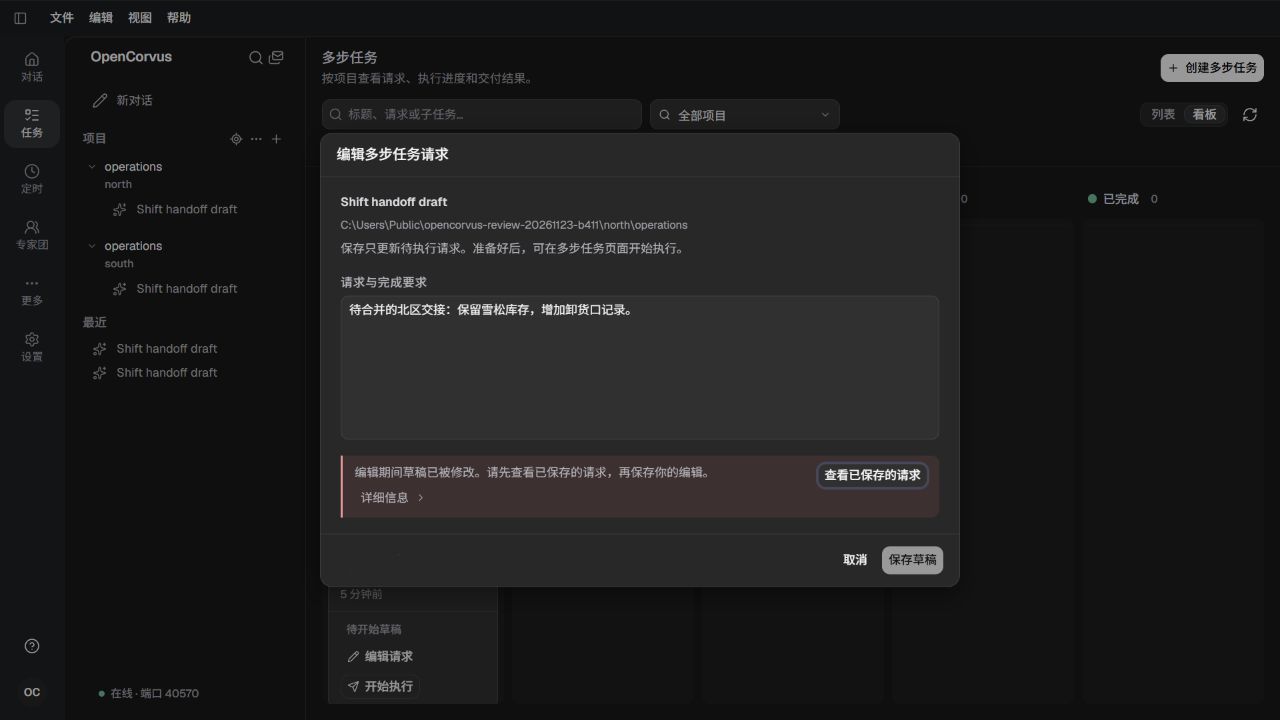 文件 编辑 视图 帮助
对话
任务
定时
专家团
更多
设置
OC
OpenCorvus
新对话
项目
operations
north
Shift handoff draft
operations
south
Shift handoff draft
最近
Shift handoff draft
Shift handoff draft
在线 · 端口 40570
多步任务
按项目查看请求、执行进度和交付结果。
+ 创建多步任务
标题、请求或子任务…
全部项目
列表 看板
0
已完成 0
编辑多步任务请求
Shift handoff draft
C:\Users\Public\opencorvus-review-20261123-b411\north\operations
保存只更新待执行请求。准备好后，可在多步任务页面开始执行。
请求与完成要求
待合并的北区交接：保留雪松库存，增加卸货口记录。
编辑期间草稿已被修改。请先查看已保存的请求，再保存你的编辑。
查看已保存的请求
详细信息
取消 保存草稿
5 分钟前
待开始草稿
编辑请求
开始执行